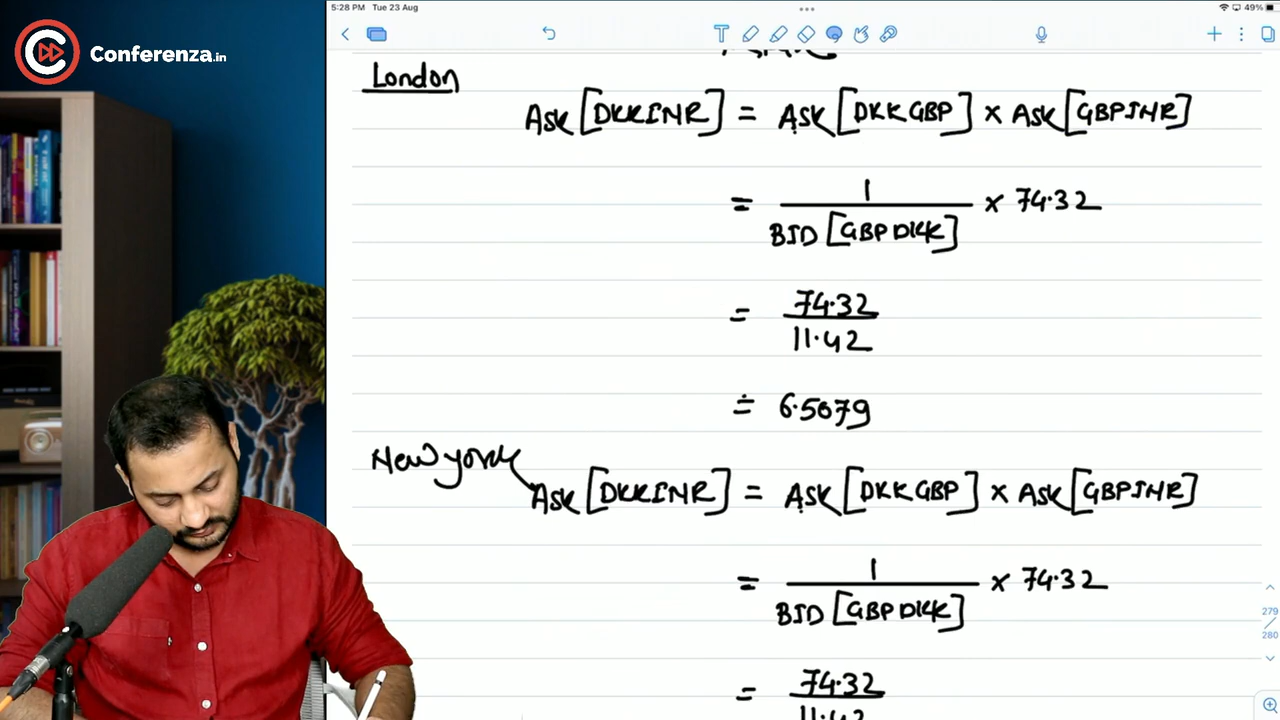 5:28 PM Tue 23 Aug
49%
Conferenza.in
London
Ask [DKKINR] = Ask [DKKGBP] x Ask [GBPINR]
= 1 / BID [GBPDKK] x 74.32
= 74.32 / 11.42
= 6.5079
New york
Ask [DKKINR] = Ask [DKKGBP] x Ask [GBPINR]
= 1 / BID [GBPDKK] x 74.32
= 74.32 / 11.42
279
280